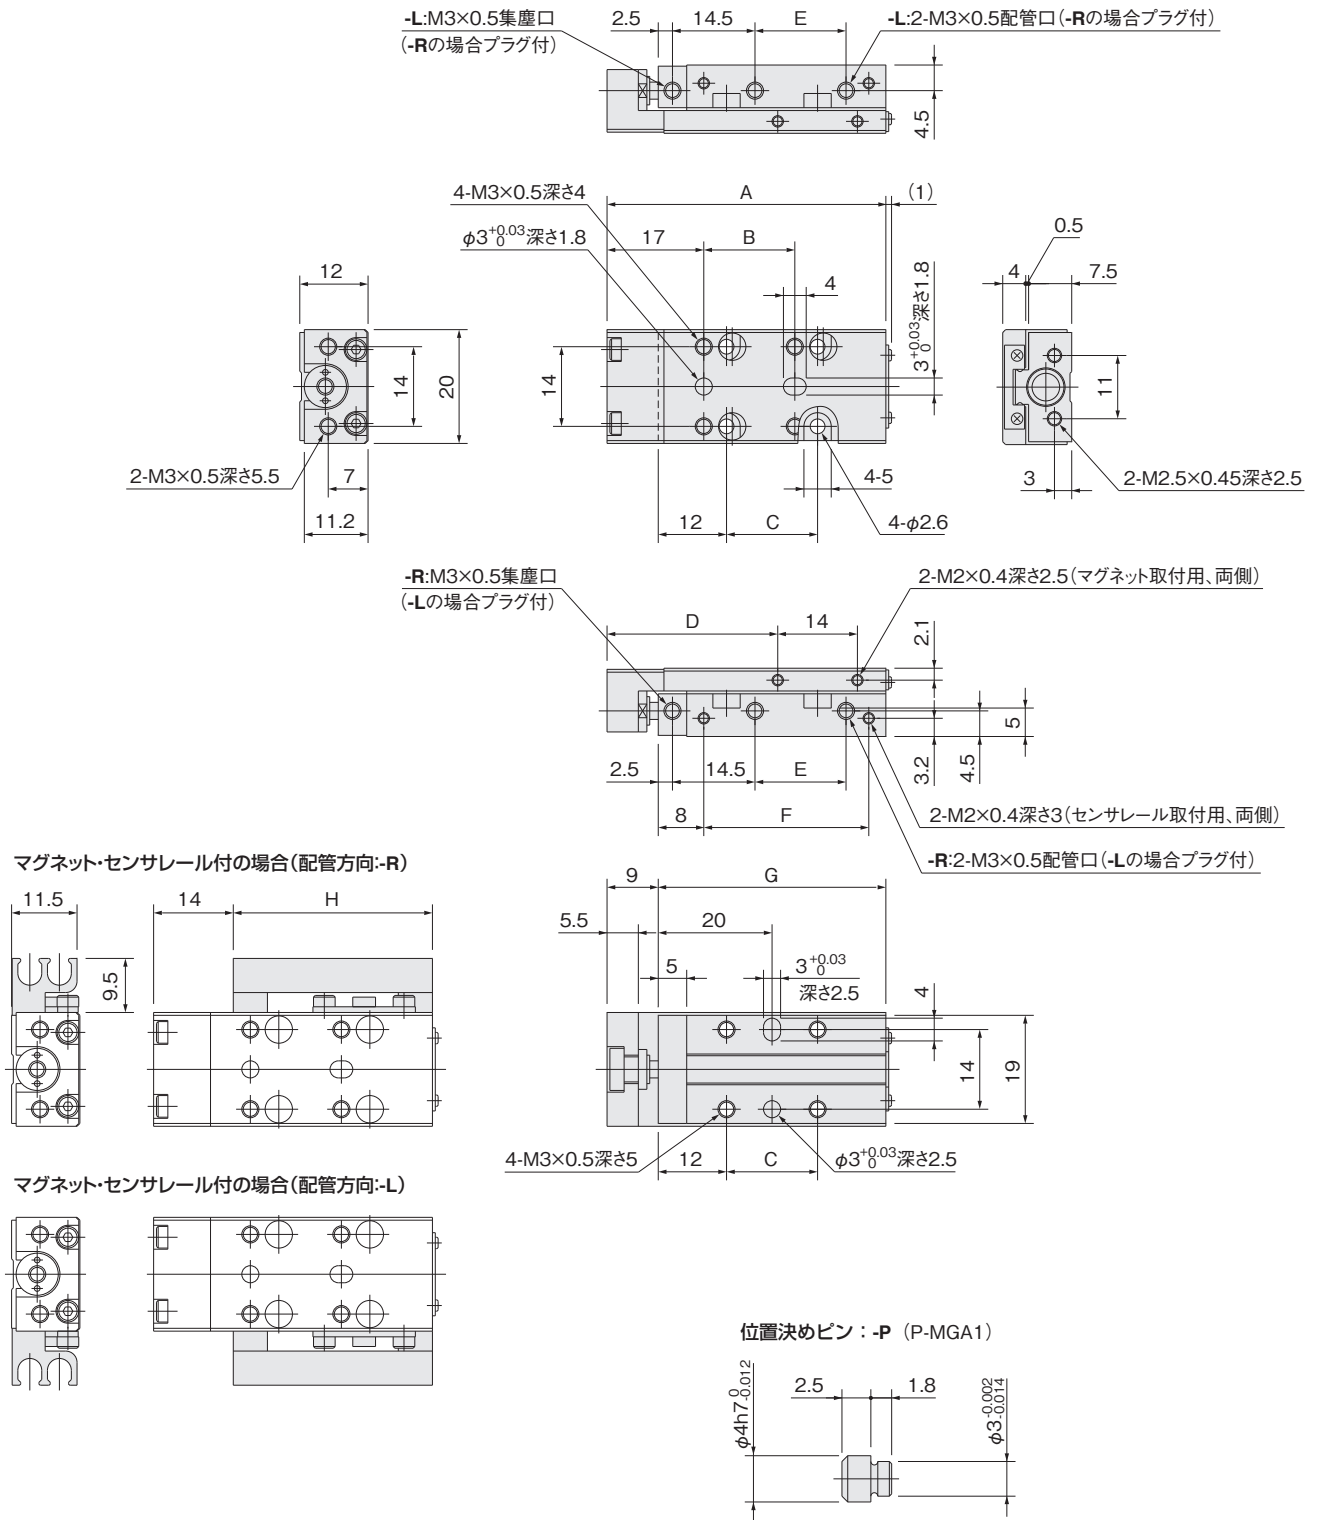 -L:M3×0.5集塵口
(-Rの場合プラグ付)
2.5
14.5
E
-L:2-M3×0.5配管口(-Rの場合プラグ付)
4.5
4-M3×0.5深さ4
φ3 +0.03 0 深さ1.8
A
(1)
17
B
4
3 +0.03 0 深さ1.8
0.5
4
7.5
12
14
20
14
11
2-M3×0.5深さ5.5
7
11.2
12
C
4-5
4-φ2.6
3
2-M2.5×0.45深さ2.5
-R:M3×0.5集塵口
(-Lの場合プラグ付)
2-M2×0.4深さ2.5(マグネット取付用、両側)
D
14
2.1
5
4.5
3.2
2.5
14.5
E
8
F
2-M2×0.4深さ3(センサレール取付用、両側)
-R:2-M3×0.5配管口(-Lの場合プラグ付)
マグネット・センサレール付の場合(配管方向:-R)
11.5
14
H
9.5
9
G
5.5
20
5
3 +0.03 0
深さ2.5
4
14
19
4-M3×0.5深さ5
12
C
φ3 +0.03 0 深さ2.5
マグネット・センサレール付の場合(配管方向:-L)
位置決めピン:-P (P-MGA1)
2.5
1.8
φ4h7 0 -0.012
φ3 -0.002 -0.014